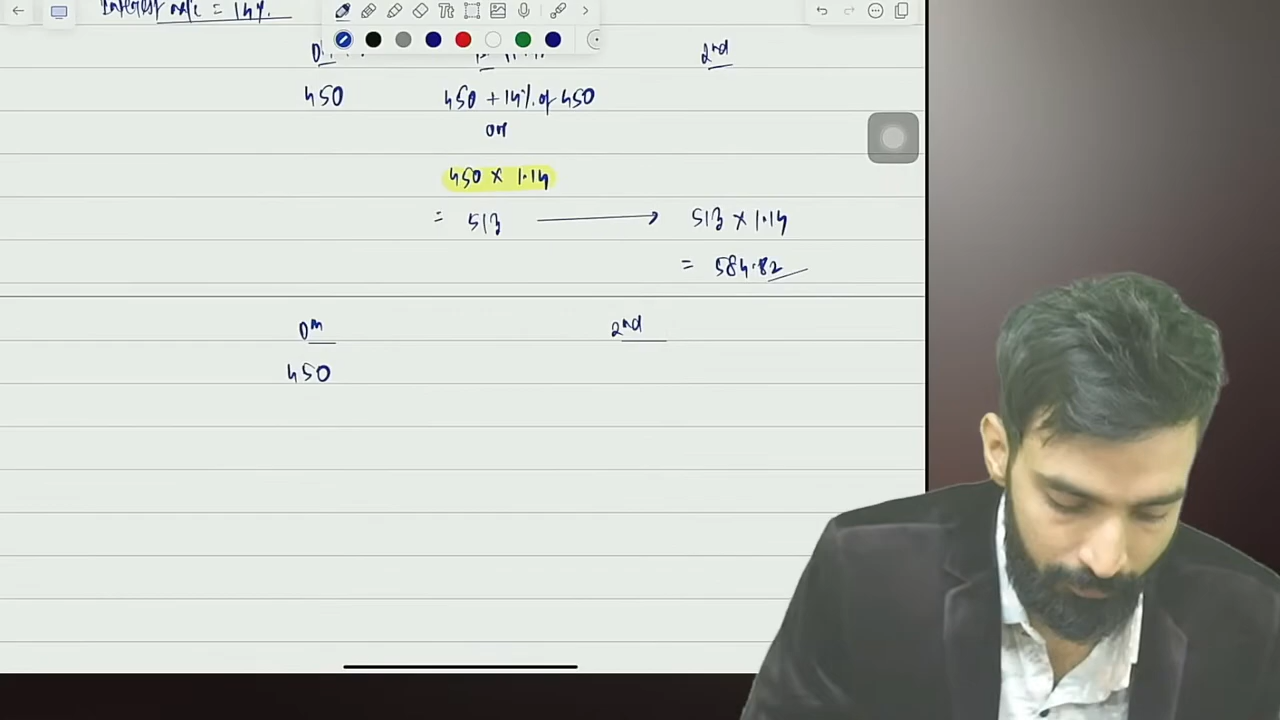 Interest rate = 14%.
2nd
450 450 + 14% of 450
or
450 × 1.14
= 513 → 513 × 1.14
= 584.82
2nd
450